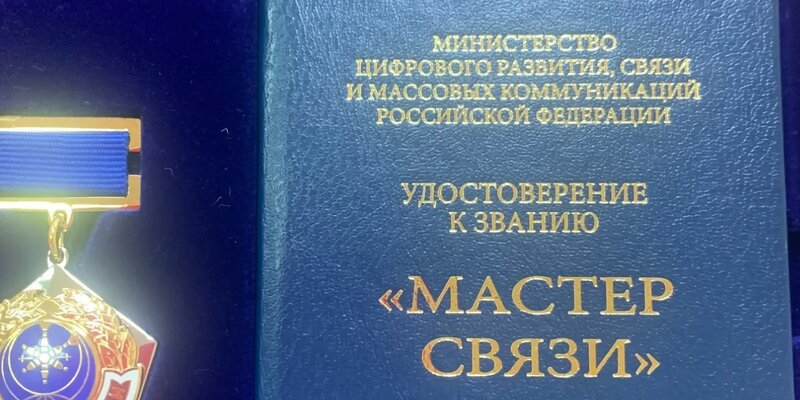 МИНИСТЕРСТВО
ЦИФРОВОГО РАЗВИТИЯ, СВЯЗИ
И МАССОВЫХ КОММУНИКАЦИЙ
РОССИЙСКОЙ ФЕДЕРАЦИИ
УДОСТОВЕРЕНИЕ
К ЗВАНИЮ
«МАСТЕР
СВЯЗИ»